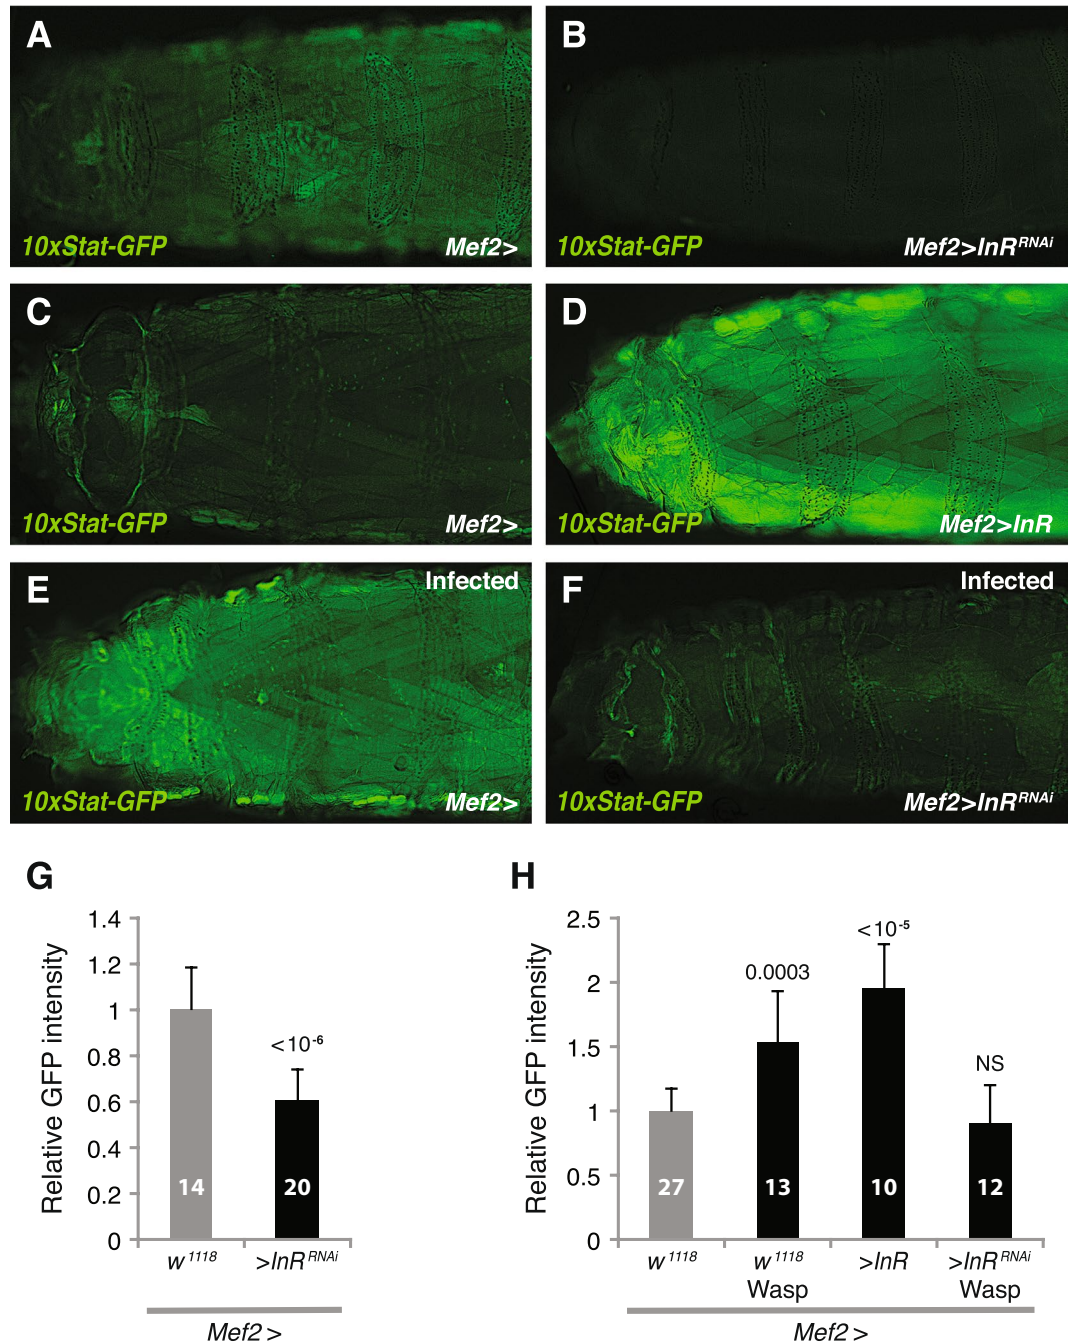 A
10xStat-GFP
Mef2>
B
10xStat-GFP
Mef2>InR^RNAi
C
10xStat-GFP
Mef2>
D
10xStat-GFP
Mef2>InR
E
Infected
10xStat-GFP
Mef2>
F
Infected
10xStat-GFP
Mef2>InR^RNAi
G
Relative GFP intensity
1.4
1.2
1
0.8
0.6
0.4
0.2
0
<10^-6
14
20
w^1118
>InR^RNAi
Mef2>
H
Relative GFP intensity
2.5
2
1.5
1
0.5
0
0.0003
<10^-5
NS
27
13
10
12
w^1118
w^1118
Wasp
>InR
>InR^RNAi
Wasp
Mef2>